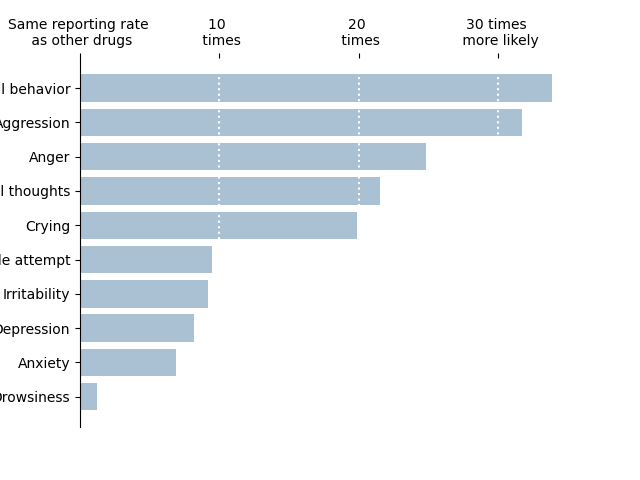 Same reporting rate
as other drugs
10
times
20
times
30 times
more likely
l behavior
Aggression
Anger
l thoughts
Crying
e attempt
Irritability
Depression
Anxiety
Drowsiness